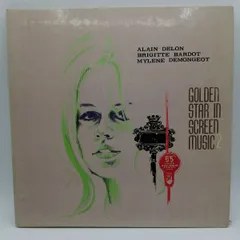 ALAIN DELON
BRIGITTE BARDOT
MYLENE DEMONGEOT
GOLDEN
STAR IN
SCREEN
MUSIC